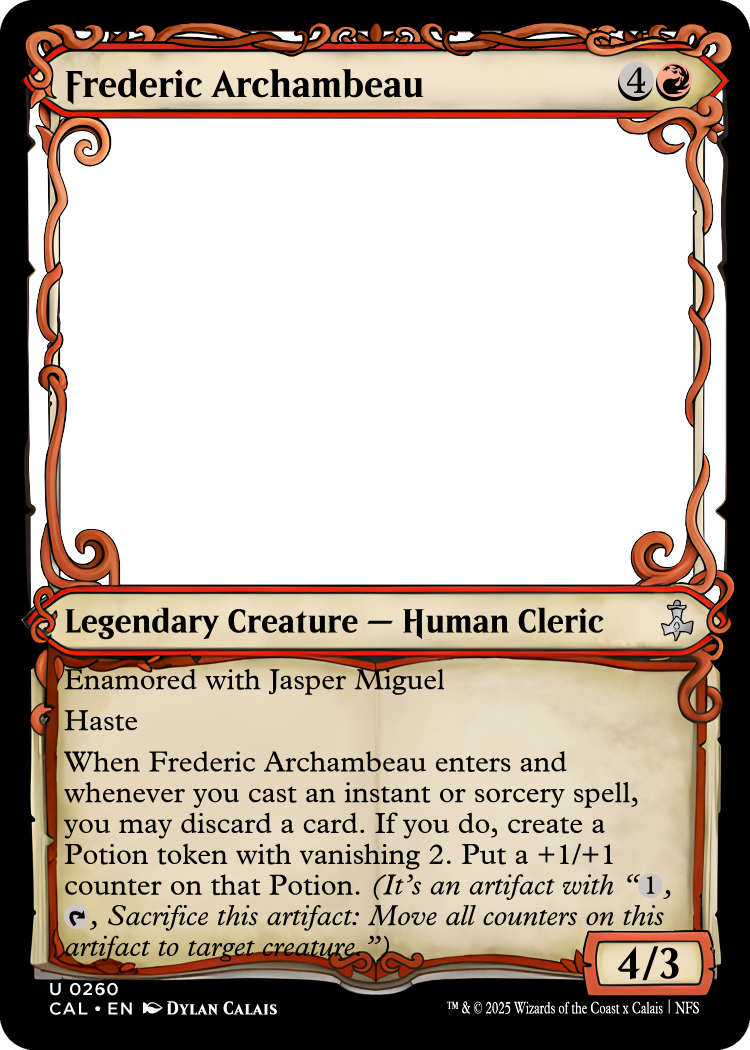 Frederic Archambeau 4
Legendary Creature — Human Cleric
Enamored with Jasper Miguel
Haste
When Frederic Archambeau enters and
whenever you cast an instant or sorcery spell,
you may discard a card. If you do, create a
Potion token with vanishing 2. Put a +1/+1
counter on that Potion. (It's an artifact with “1,
, Sacrifice this artifact: Move all counters on this
artifact to target creature.”)
4/3
U 0260
CAL • EN Dylan Calais
™ & © 2025 Wizards of the Coast x Calais | NFS